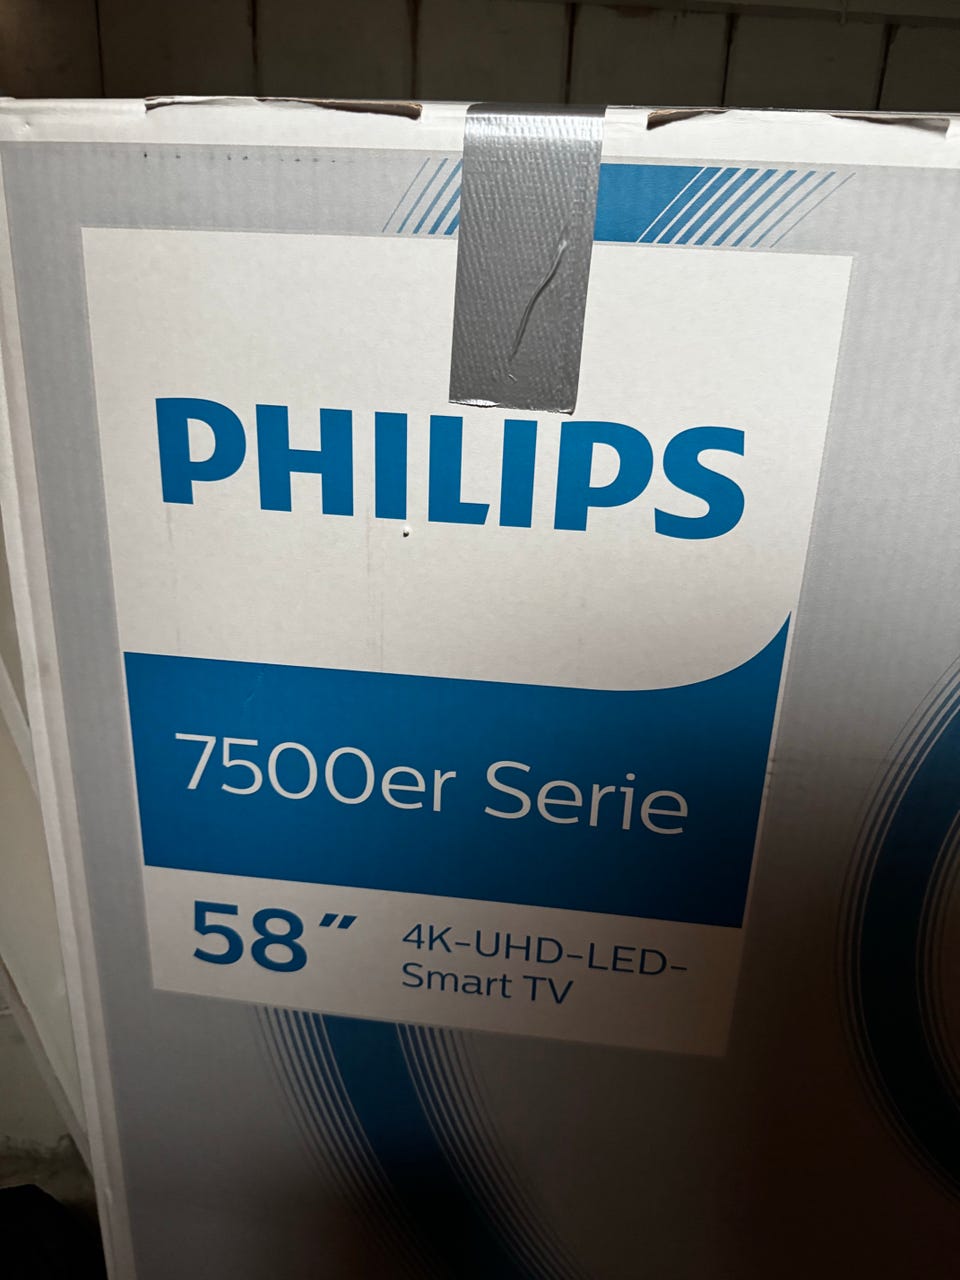 PHILIPS
7500er Serie
58"
4K-UHD-LED-
Smart TV